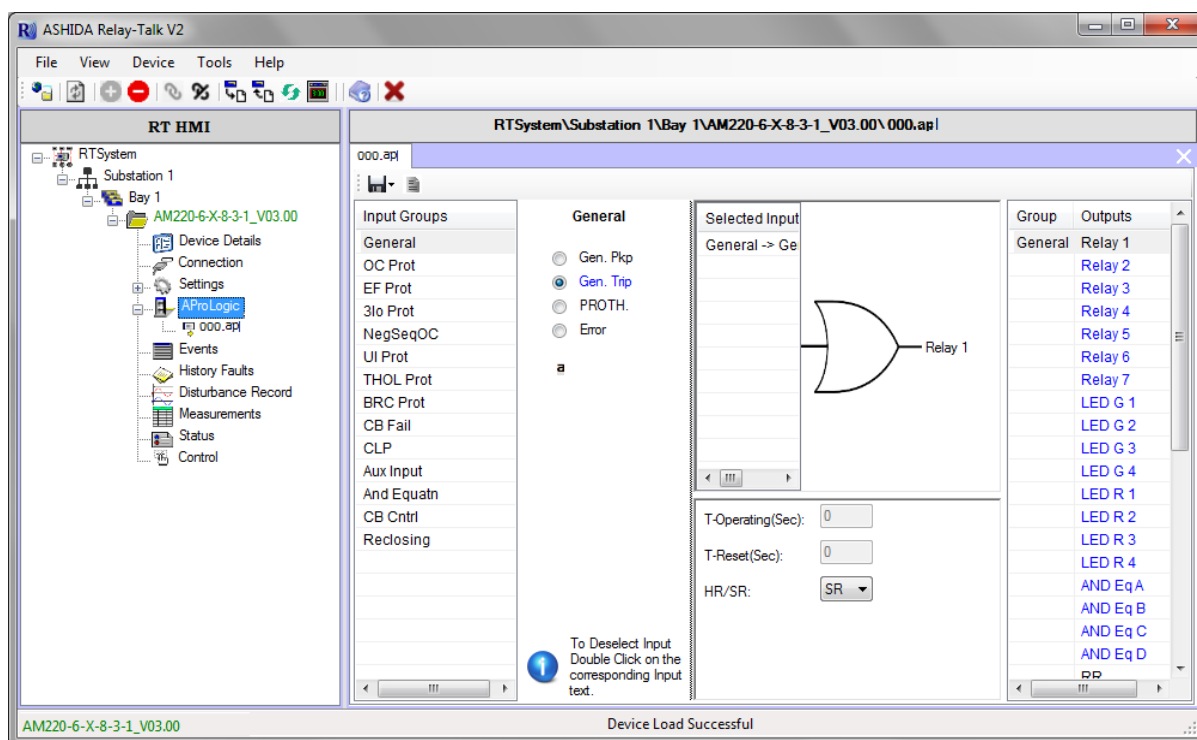 ASHIDA Relay-Talk V2
File View Device Tools Help
RT HMI
RTSystem
Substation 1
Bay 1
AM220-6-X-8-3-1_V03.00
Device Details
Connection
Settings
AProLogic
000.apl
Events
History Faults
Disturbance Record
Measurements
Status
Control
RTSystem\Substation 1\Bay 1\AM220-6-X-8-3-1_V03.00\000.apl
000.apl
Input Groups
General
OC Prot
EF Prot
3Io Prot
NegSeqOC
UI Prot
THOL Prot
BRC Prot
CB Fail
CLP
Aux Input
And Equatn
CB Cntrl
Reclosing
General
Gen. Pkp
Gen. Trip
PROTH.
Error
a
To Deselect Input
Double Click on the
corresponding Input
text.
Selected Input
General -> Ge
Relay 1
T-Operating(Sec): 0
T-Reset(Sec): 0
HR/SR: SR
Group Outputs
General Relay 1
Relay 2
Relay 3
Relay 4
Relay 5
Relay 6
Relay 7
LED G 1
LED G 2
LED G 3
LED G 4
LED R 1
LED R 2
LED R 3
LED R 4
AND Eq A
AND Eq B
AND Eq C
AND Eq D
RR
AM220-6-X-8-3-1_V03.00
Device Load Successful